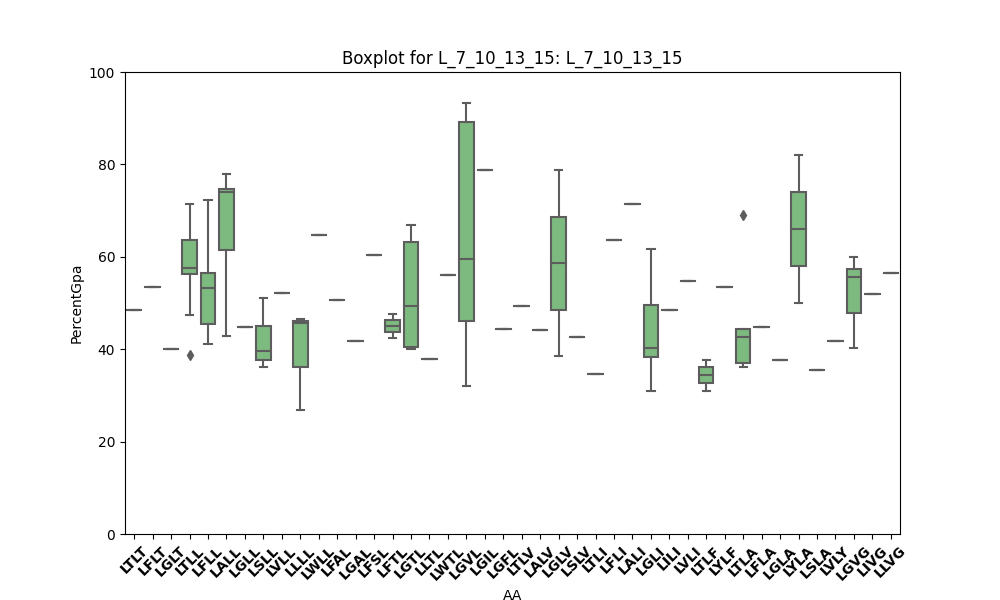 Boxplot for L_7_10_13_15: L_7_10_13_15
100
80
60
40
20
0
PercentGpa
LTLT
LFLT
LGLT
LTLL
LFLL
LALL
LGLL
LSLL
LVLL
LLLL
LWLL
LFAL
LGAL
LFSL
LFTL
LGTL
LLTL
LWTL
LGVL
LGIL
LGFL
LTLV
LALV
LGLV
LSLV
LTLI
LFLI
LALI
LGLI
LILI
LVLI
LTLF
LYLF
LTLA
LFLA
LGLA
LYLA
LSLA
LVLY
LGVG
LIVG
LLVG
AA